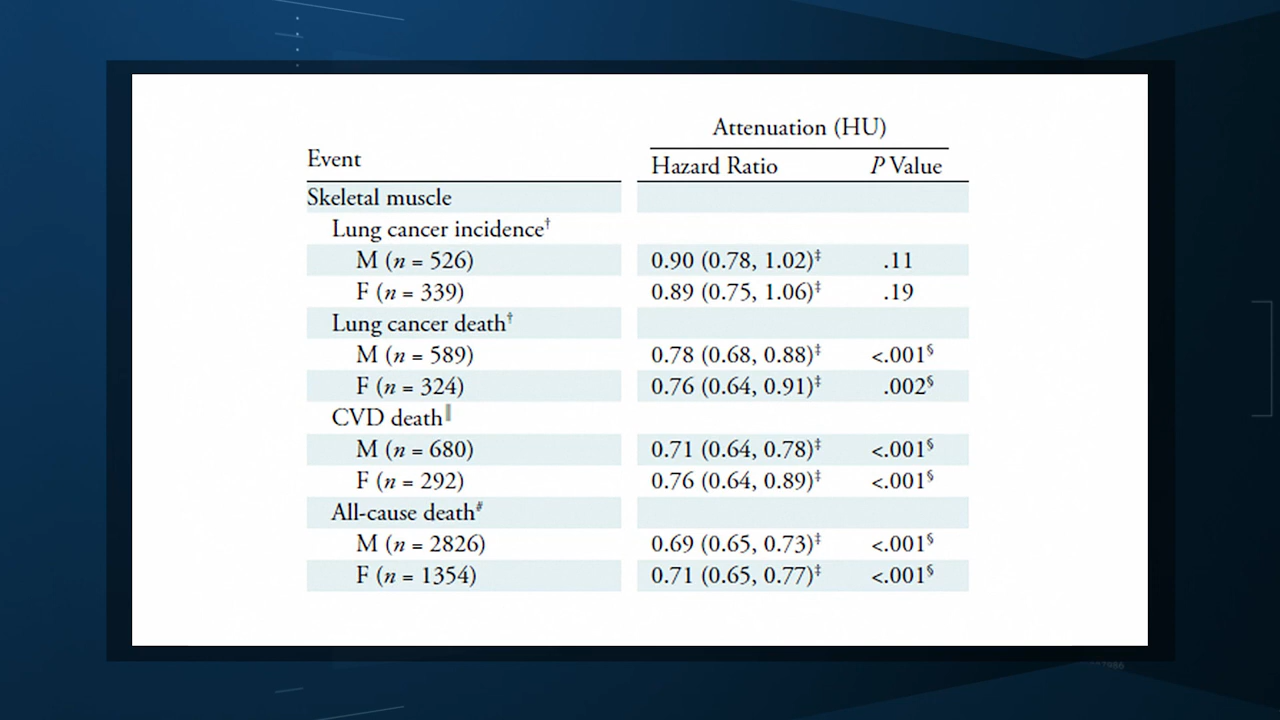 Attenuation (HU)
Event Hazard Ratio P Value
Skeletal muscle
Lung cancer incidence†
M (n = 526) 0.90 (0.78, 1.02)‡ .11
F (n = 339) 0.89 (0.75, 1.06)‡ .19
Lung cancer death†
M (n = 589) 0.78 (0.68, 0.88)‡ <.001§
F (n = 324) 0.76 (0.64, 0.91)‡ .002§
CVD death‖
M (n = 680) 0.71 (0.64, 0.78)‡ <.001§
F (n = 292) 0.76 (0.64, 0.89)‡ <.001§
All-cause death#
M (n = 2826) 0.69 (0.65, 0.73)‡ <.001§
F (n = 1354) 0.71 (0.65, 0.77)‡ <.001§